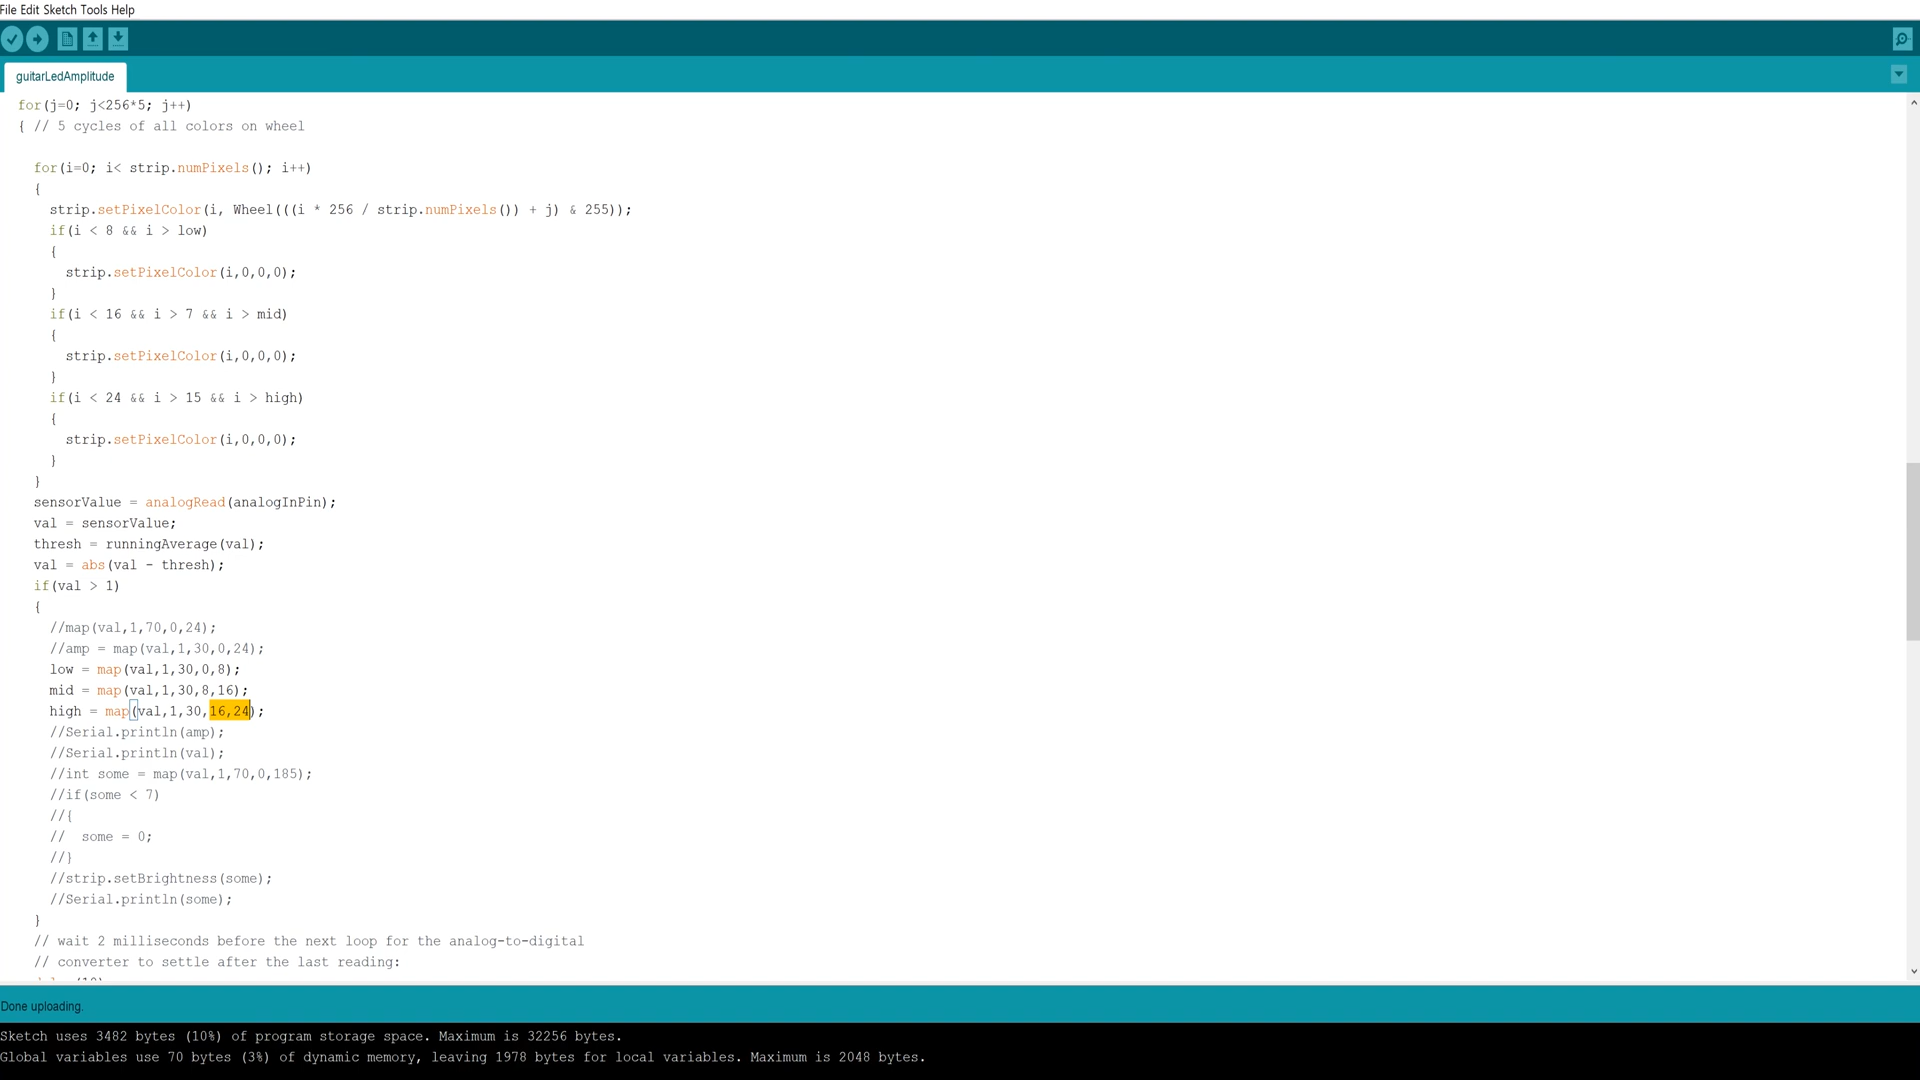 File Edit Sketch Tools Help
guitarLedAmplitude
for(j=0; j<256*5; j++)
{ // 5 cycles of all colors on wheel
for(i=0; i< strip.numPixels(); i++)
{
strip.setPixelColor(i, Wheel(((i * 256 / strip.numPixels()) + j) & 255));
if(i < 8 && i > low)
{
strip.setPixelColor(i,0,0,0);
}
if(i < 16 && i > 7 && i > mid)
{
strip.setPixelColor(i,0,0,0);
}
if(i < 24 && i > 15 && i > high)
{
strip.setPixelColor(i,0,0,0);
}
}
sensorValue = analogRead(analogInPin);
val = sensorValue;
thresh = runningAverage(val);
val = abs(val - thresh);
if(val > 1)
{
//map(val,1,70,0,24);
//amp = map(val,1,30,0,24);
low = map(val,1,30,0,8);
mid = map(val,1,30,8,16);
high = map(val,1,30,16,24);
//Serial.println(amp);
//Serial.println(val);
//int some = map(val,1,70,0,185);
//if(some < 7)
//{
//  some = 0;
//}
//strip.setBrightness(some);
//Serial.println(some);
}
// wait 2 milliseconds before the next loop for the analog-to-digital
// converter to settle after the last reading:
Done uploading.
Sketch uses 3482 bytes (10%) of program storage space. Maximum is 32256 bytes.
Global variables use 70 bytes (3%) of dynamic memory, leaving 1978 bytes for local variables. Maximum is 2048 bytes.